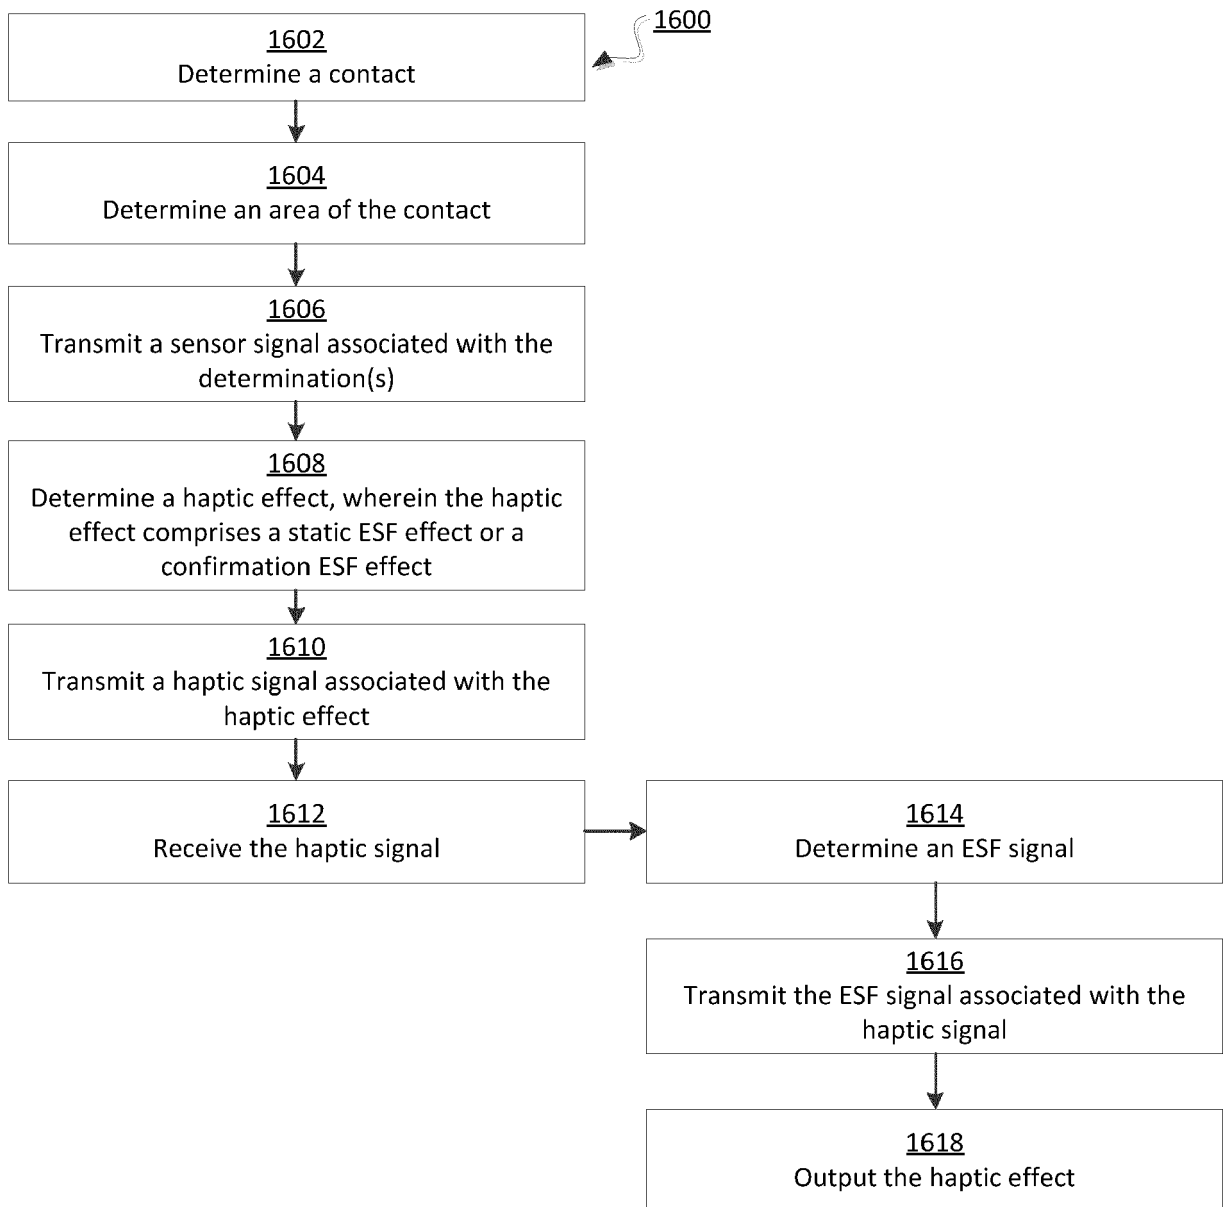 1600
1602
Determine a contact
1604
Determine an area of the contact
1606
Transmit a sensor signal associated with the
determination(s)
1608
Determine a haptic effect, wherein the haptic
effect comprises a static ESF effect or a
confirmation ESF effect
1610
Transmit a haptic signal associated with the
haptic effect
1612
Receive the haptic signal
1614
Determine an ESF signal
1616
Transmit the ESF signal associated with the
haptic signal
1618
Output the haptic effect